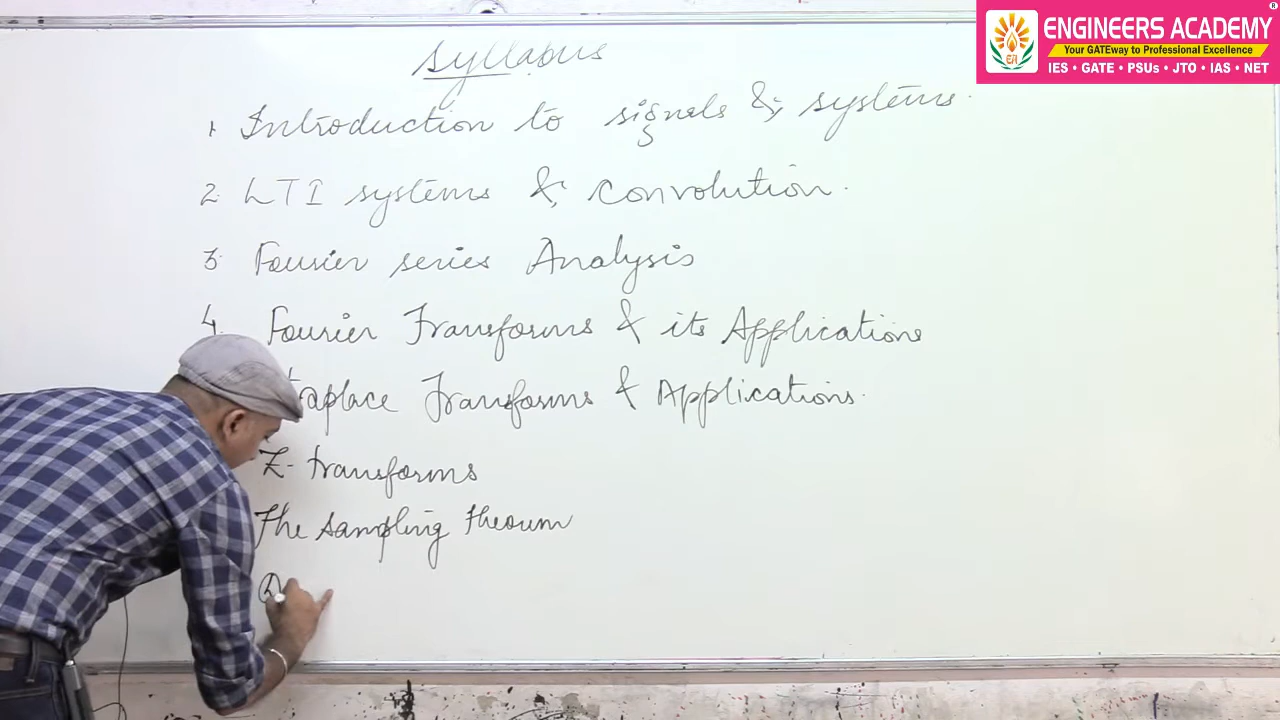 ENGINEERS ACADEMY
Your GATEway to Professional Excellence
IES • GATE • PSUs • JTO • IAS • NET
Syllabus
1. Introduction to signals & systems.
2. LTI systems & Convolution.
3. Fourier series Analysis
4. Fourier Transforms & its Applications
Laplace Transforms & Applications.
Z-transforms
The Sampling theorum